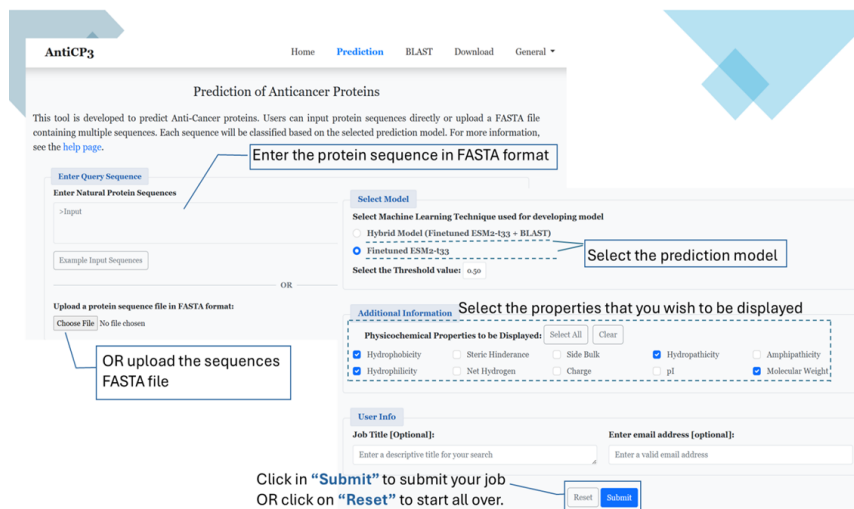 AntiCP3
Home Prediction BLAST Download General
Prediction of Anticancer Proteins
This tool is developed to predict Anti-Cancer proteins. Users can input protein sequences directly or upload a FASTA file
containing multiple sequences. Each sequence will be classified based on the selected prediction model. For more information,
see the help page.
Enter the protein sequence in FASTA format
Enter Query Sequence
Enter Natural Protein Sequences
>Input
Example Input Sequences
OR
Upload a protein sequence file in FASTA format:
Choose File No file chosen
OR upload the sequences
FASTA file
Select Model
Select Machine Learning Technique used for developing model
Hybrid Model (Finetuned ESM2-t33 + BLAST)
Finetuned ESM2-t33
Select the prediction model
Select the Threshold value: 0.50
Additional Information
Select the properties that you wish to be displayed
Physicochemical Properties to be Displayed: Select All Clear
Hydrophobicity Steric Hinderance Side Bulk Hydropathicity Amphipathicity
Hydrophilicity Net Hydrogen Charge pI Molecular Weight
User Info
Job Title [Optional]: Enter email address [optional]:
Enter a descriptive title for your search Enter a valid email address
Click in “Submit” to submit your job
OR click on “Reset” to start all over.
Reset Submit